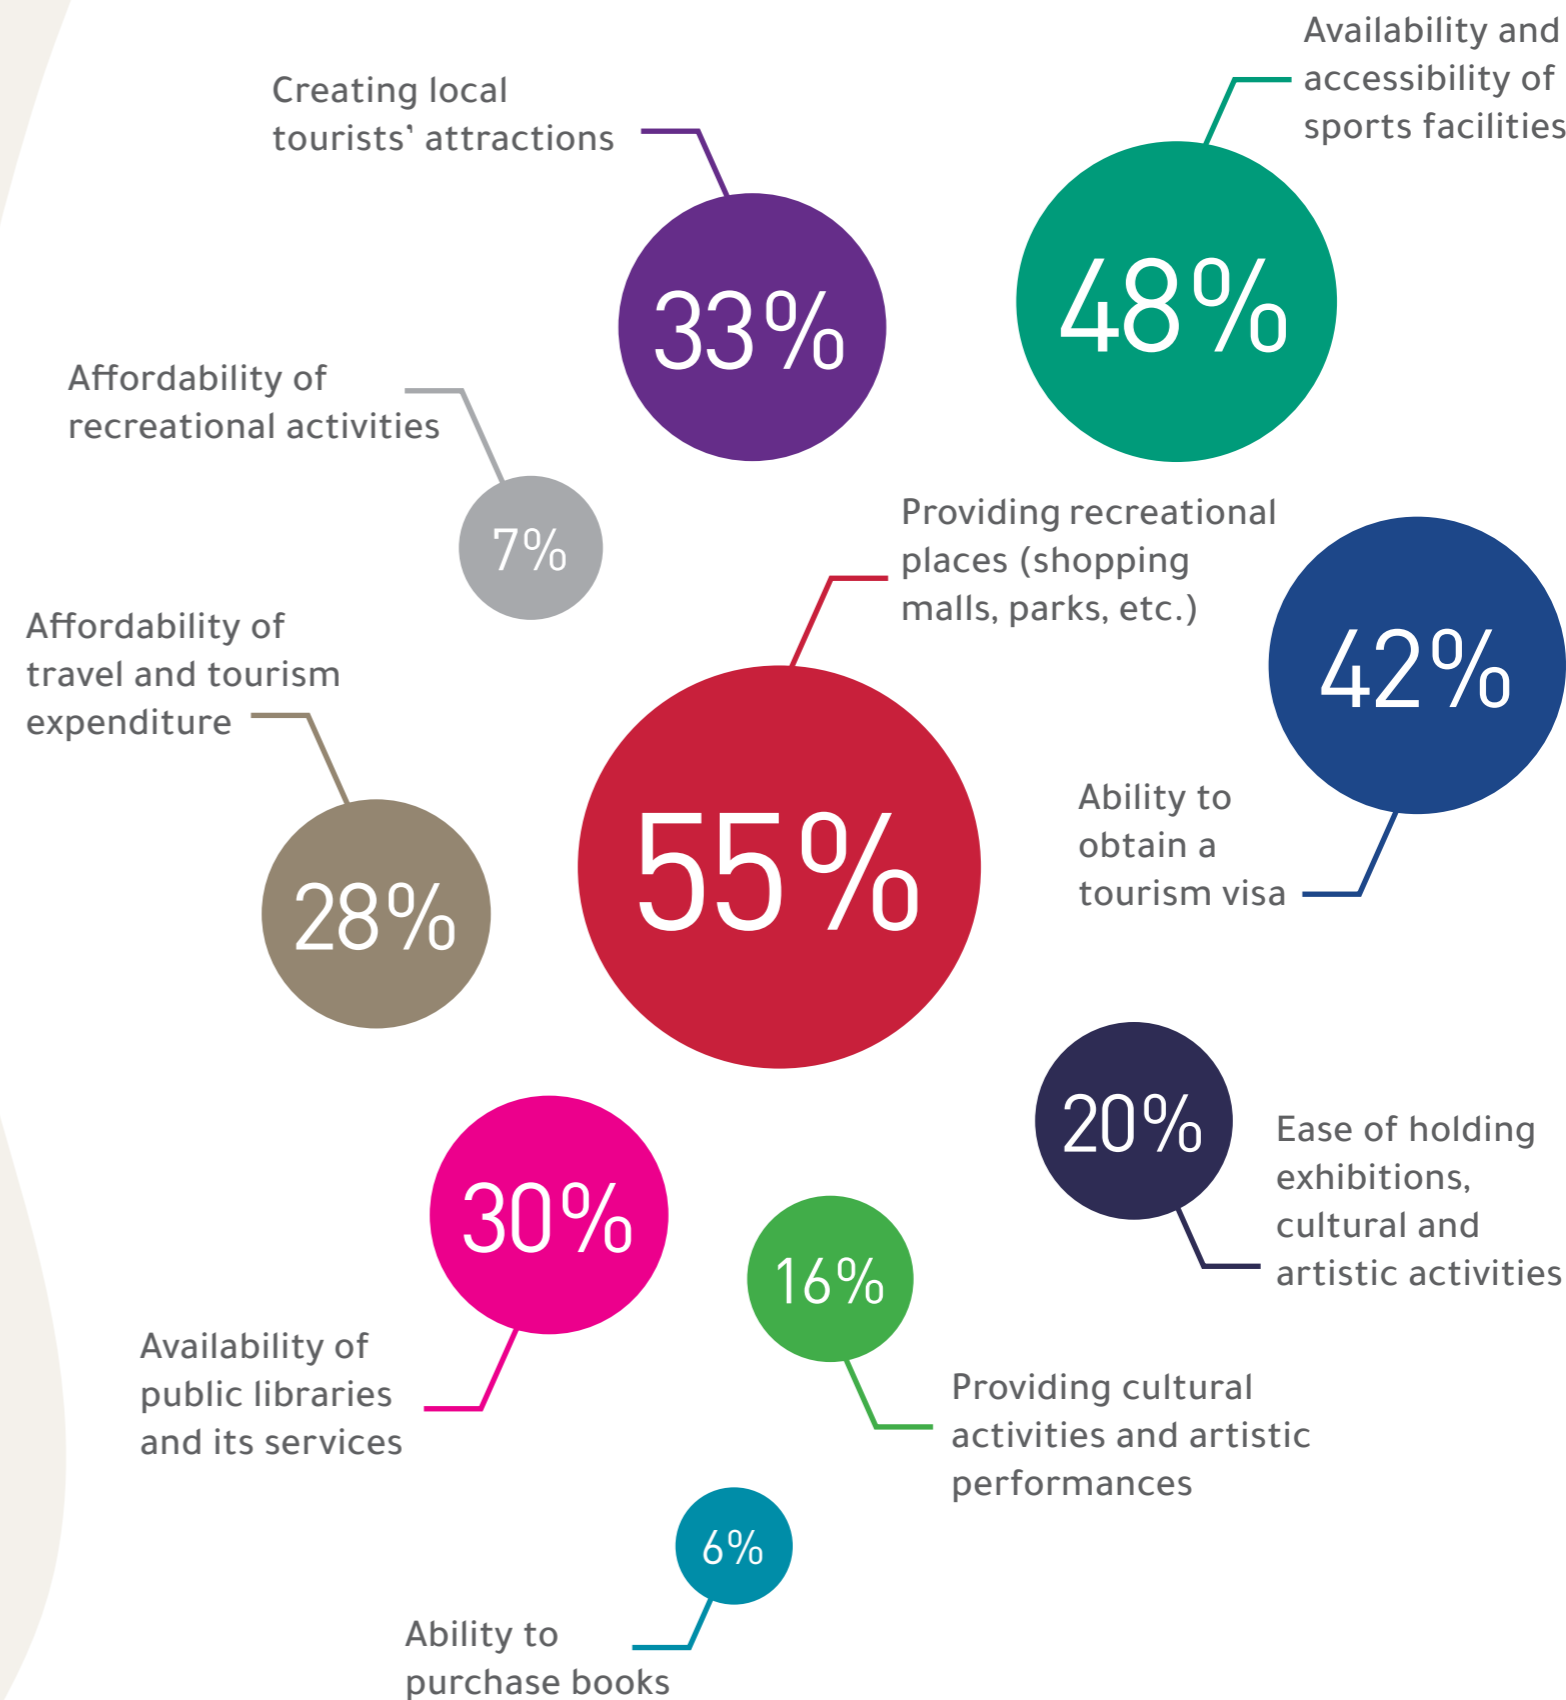 Availability and
accessibility of
sports facilities
48%
Creating local
tourists' attractions
33%
Affordability of
recreational activities
7%
Providing recreational
places (shopping
malls, parks, etc.)
55%
42%
Ability to
obtain a
tourism visa
Affordability of
travel and tourism
expenditure
28%
20%
Ease of holding
exhibitions,
cultural and
artistic activities
30%
Availability of
public libraries
and its services
16%
Providing cultural
activities and artistic
performances
6%
Ability to
purchase books